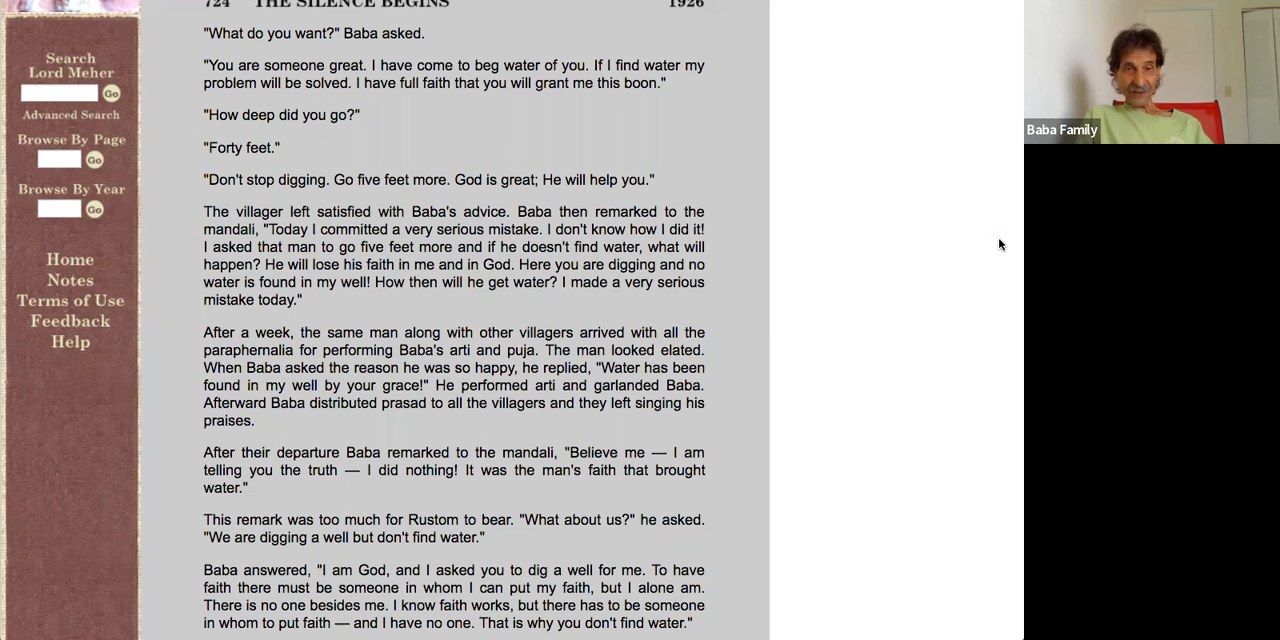 724 THE SILENCE BEGINS 1926
"What do you want?" Baba asked.
"You are someone great. I have come to beg water of you. If I find water my
problem will be solved. I have full faith that you will grant me this boon."
"How deep did you go?"
"Forty feet."
"Don't stop digging. Go five feet more. God is great; He will help you."
The villager left satisfied with Baba's advice. Baba then remarked to the
mandali, "Today I committed a very serious mistake. I don't know how I did it!
I asked that man to go five feet more and if he doesn't find water, what will
happen? He will lose his faith in me and in God. Here you are digging and no
water is found in my well! How then will he get water? I made a very serious
mistake today."
After a week, the same man along with other villagers arrived with all the
paraphernalia for performing Baba's arti and puja. The man looked elated.
When Baba asked the reason he was so happy, he replied, "Water has been
found in my well by your grace!" He performed arti and garlanded Baba.
Afterward Baba distributed prasad to all the villagers and they left singing his
praises.
After their departure Baba remarked to the mandali, "Believe me — I am
telling you the truth — I did nothing! It was the man's faith that brought
water."
This remark was too much for Rustom to bear. "What about us?" he asked.
"We are digging a well but don't find water."
Baba answered, "I am God, and I asked you to dig a well for me. To have
faith there must be someone in whom I can put my faith, but I alone am.
There is no one besides me. I know faith works, but there has to be someone
in whom to put faith — and I have no one. That is why you don't find water."
Search
Lord Meher
Go
Advanced Search
Browse By Page
Go
Browse By Year
Go
Home
Notes
Terms of Use
Feedback
Help
Baba Family